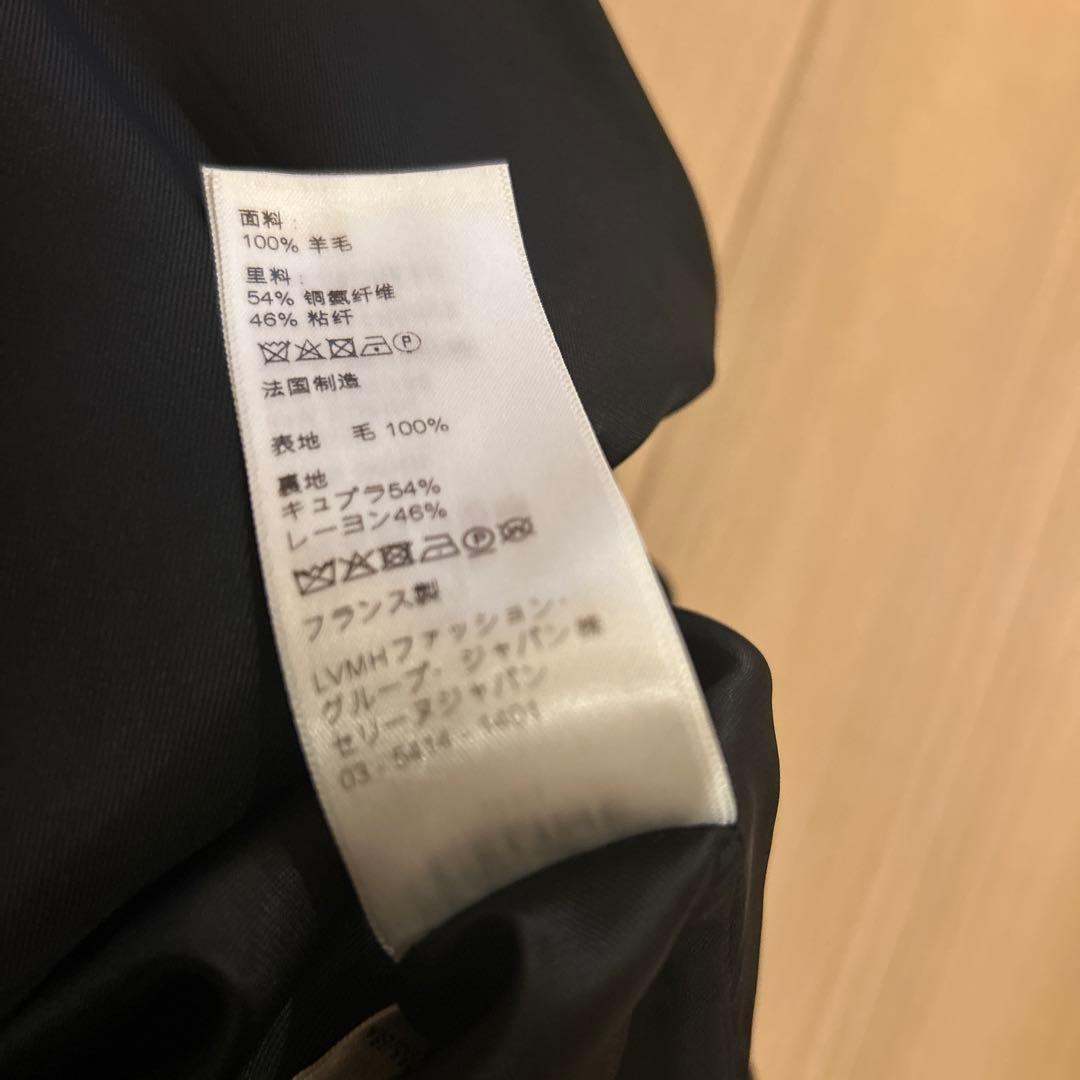 面料 :
100% 羊毛
里料 :
54% 铜氨纤维
46% 粘纤
P
法国制造
表地 毛 100%
裏地
キュプラ54%
レーヨン46%
P
フランス製
LVMHファッション・
グループ・ジャパン㈱
セリーヌジャパン
03 - 5414 - 1401